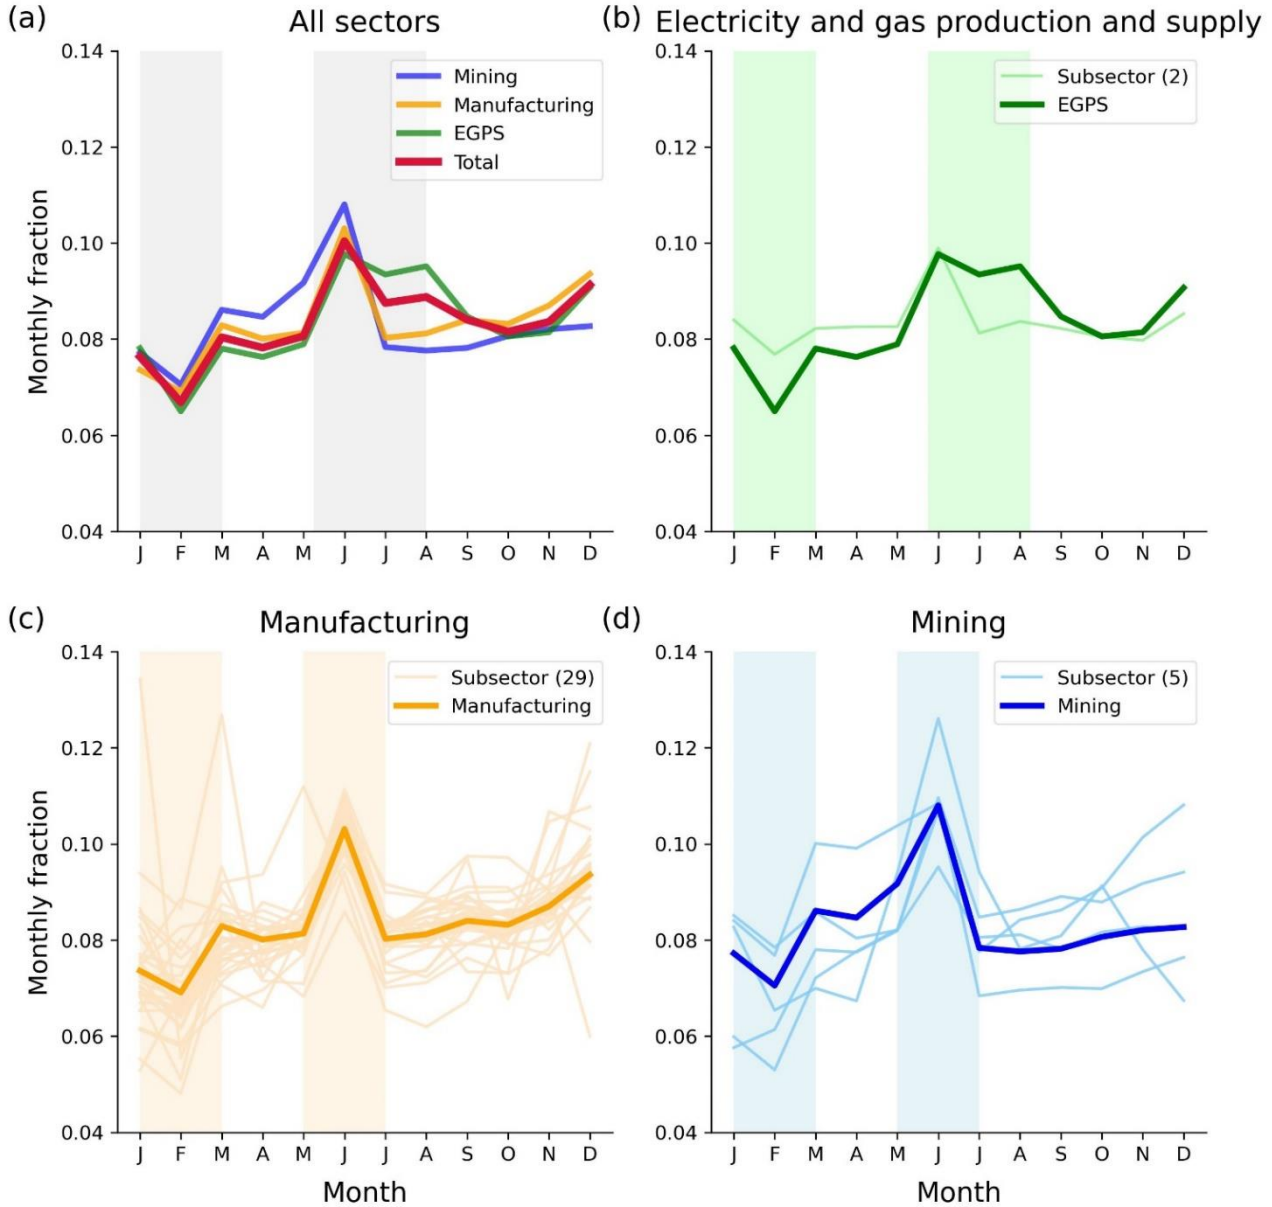 (a) All sectors
0.14
0.12
0.10
0.08
0.06
0.04
Monthly fraction
Mining
Manufacturing
EGPS
Total
J F M A M J J A S O N D
(b) Electricity and gas production and supply
0.14
0.12
0.10
0.08
0.06
0.04
Subsector (2)
EGPS
J F M A M J J A S O N D
(c) Manufacturing
0.14
0.12
0.10
0.08
0.06
0.04
Monthly fraction
Subsector (29)
Manufacturing
J F M A M J J A S O N D
Month
(d) Mining
0.14
0.12
0.10
0.08
0.06
0.04
Subsector (5)
Mining
J F M A M J J A S O N D
Month